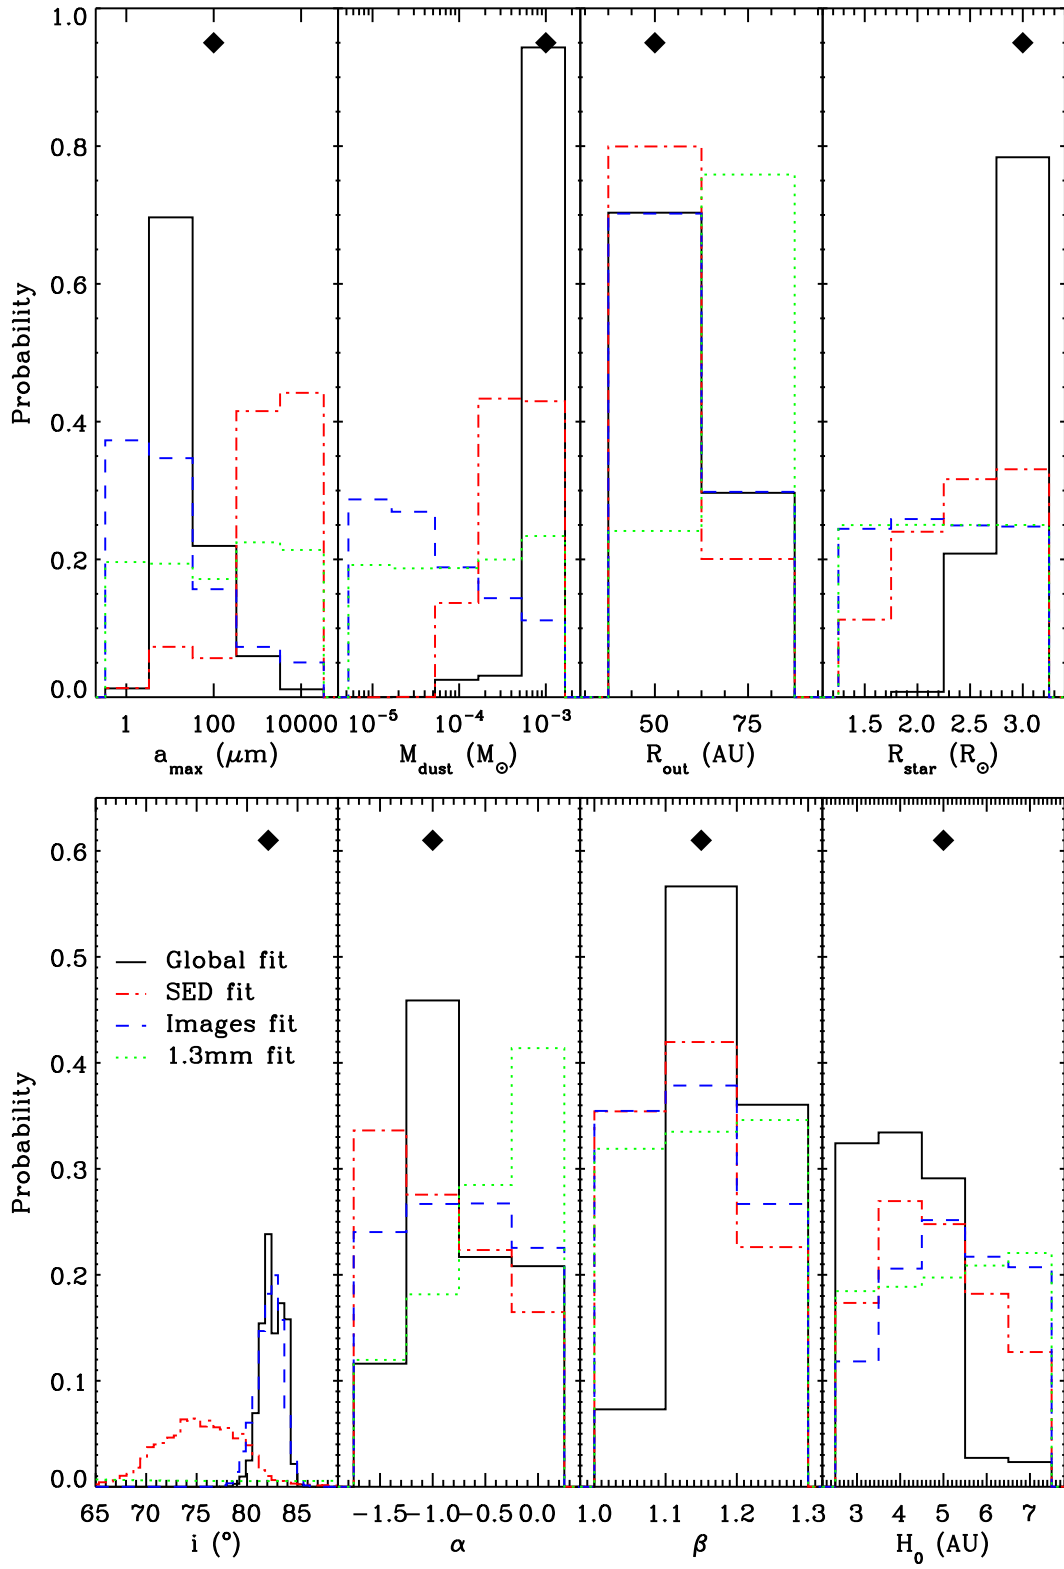 1.0
0.8
0.6
0.4
0.2
0.0
Probability
1 100 10000
a_max (μm)
10^-5 10^-4 10^-3
M_dust (M_⊙)
50 75
R_out (AU)
1.5 2.0 2.5 3.0
R_star (R_⊙)
0.6
0.5
0.4
0.3
0.2
0.1
0.0
Probability
Global fit
SED fit
Images fit
1.3mm fit
65 70 75 80 85
i (°)
-1.5 -1.0 -0.5 0.0
α
1.0 1.1 1.2 1.3
β
3 4 5 6 7
H_0 (AU)